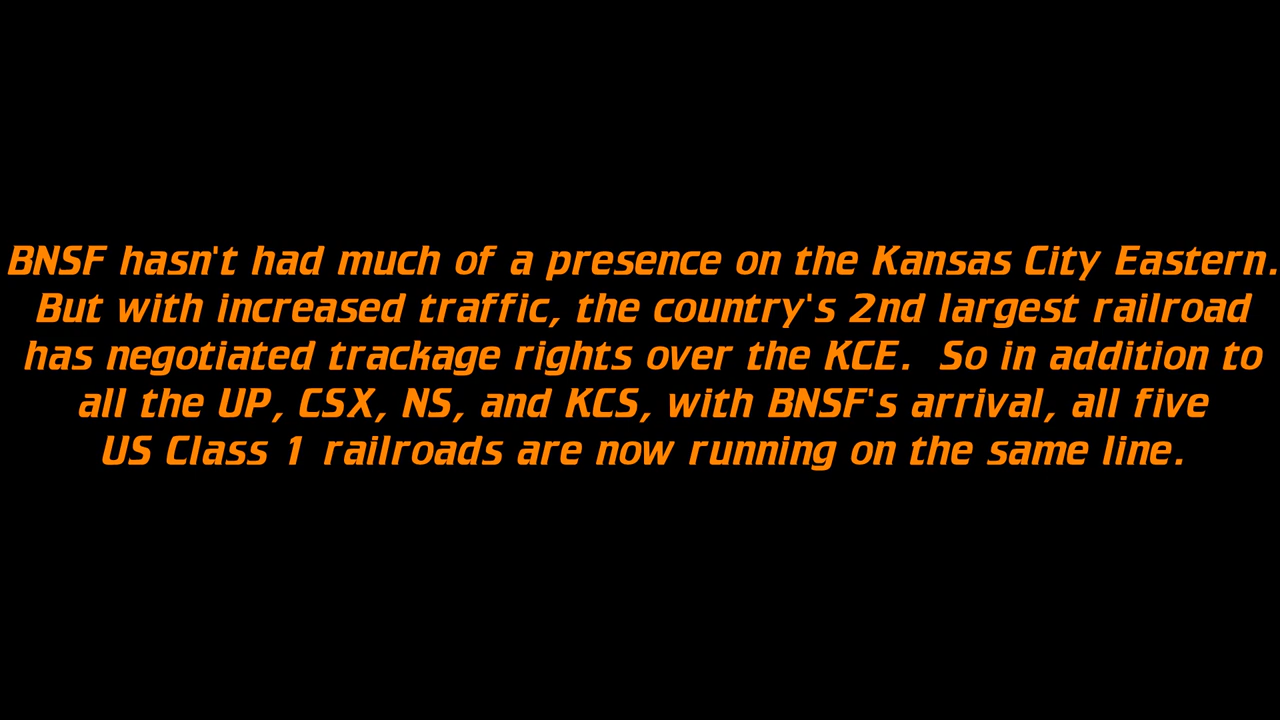 BNSF hasn't had much of a presence on the Kansas City Eastern.
But with increased traffic, the country's 2nd largest railroad
has negotiated trackage rights over the KCE.  So in addition to
all the UP, CSX, NS, and KCS, with BNSF's arrival, all five
US Class 1 railroads are now running on the same line.